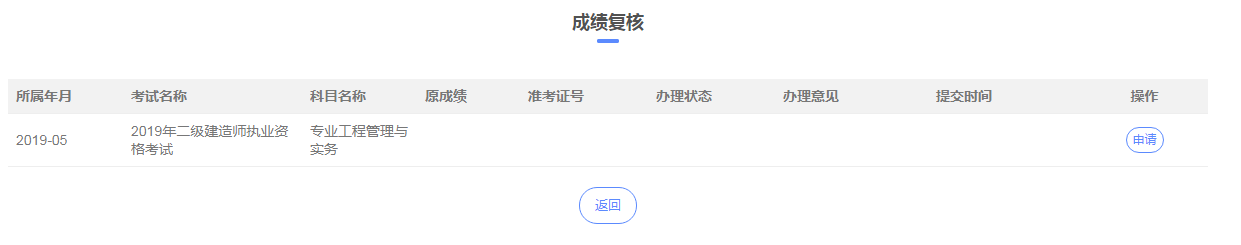 成绩复核
所属年月 考试名称 科目名称 原成绩 准考证号 办理状态 办理意见 提交时间 操作
2019-05 2019年二级建造师执业资 专业工程管理与 申请
格考试 实务
返回